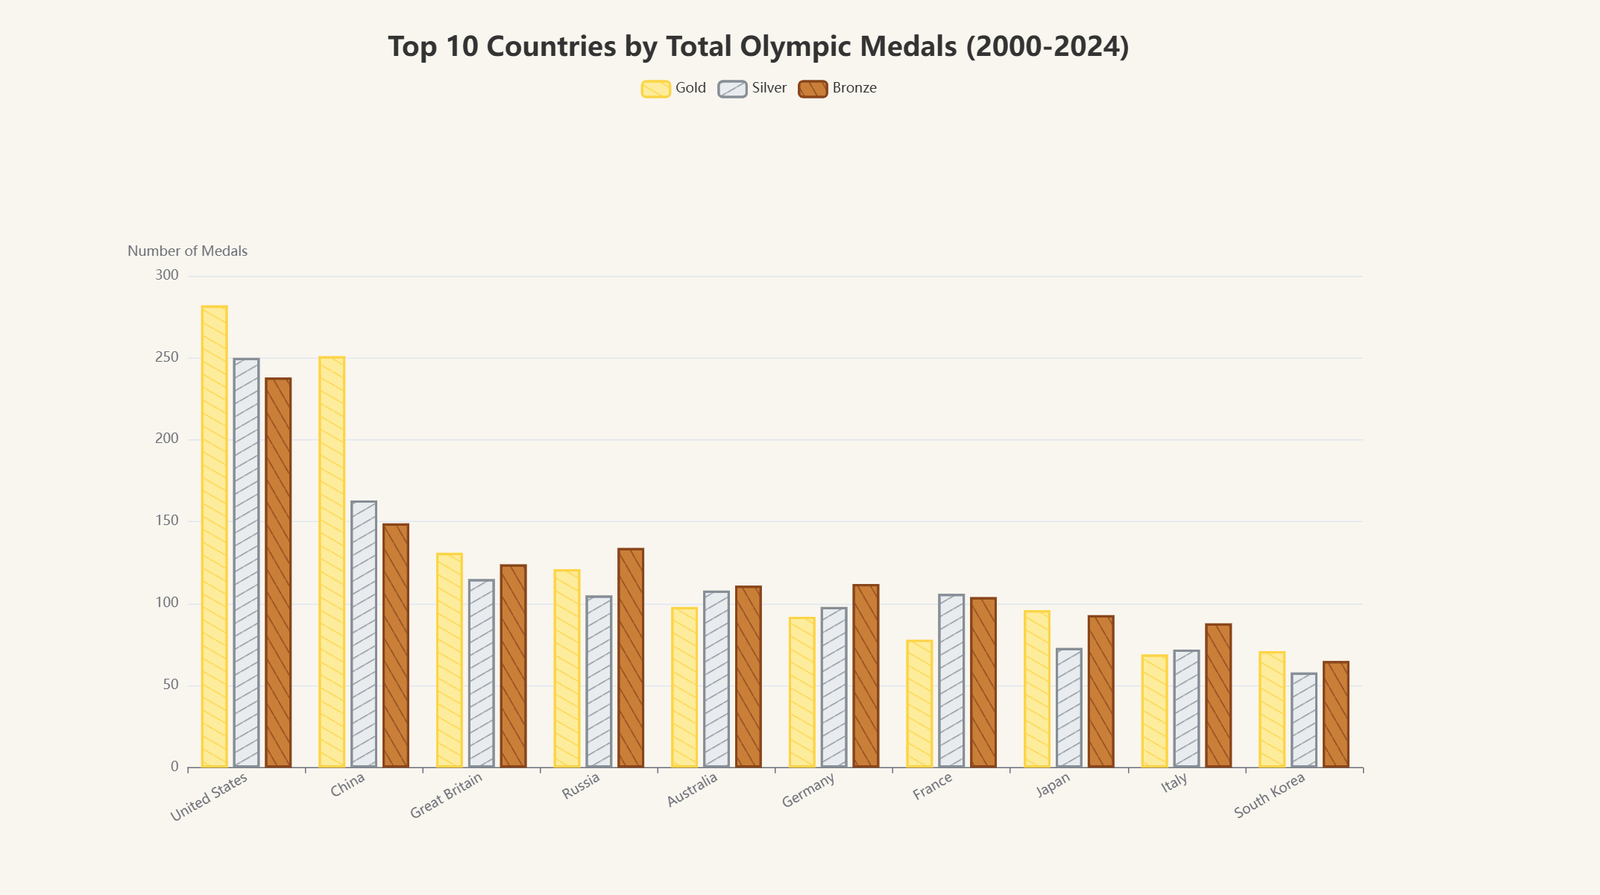 Top 10 Countries by Total Olympic Medals (2000-2024)
Gold Silver Bronze
Number of Medals
300
250
200
150
100
50
0
United States China Great Britain Russia Australia Germany France Japan Italy South Korea